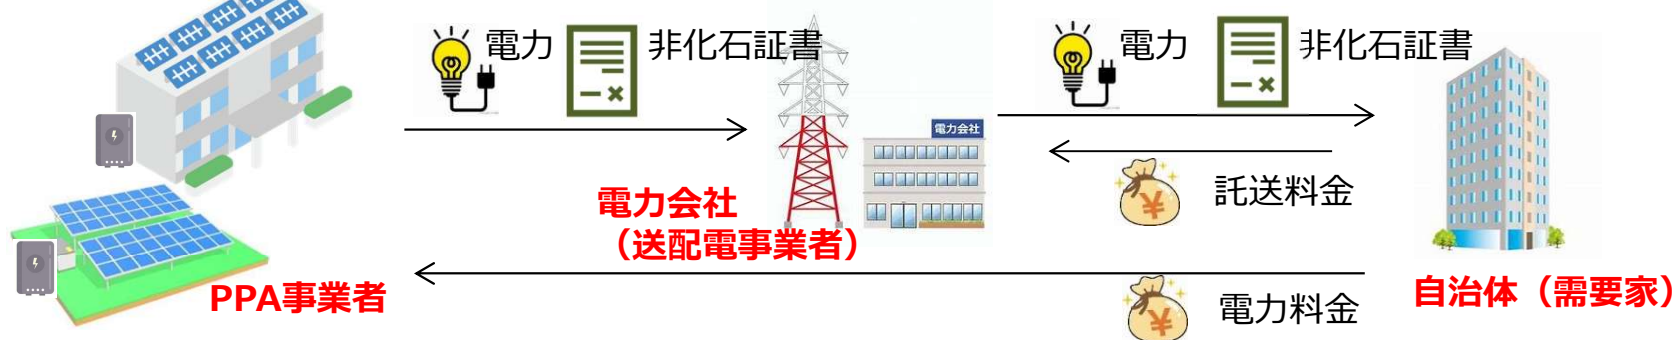 電力
非化石証書
電力
非化石証書
電力会社
託送料金
電力会社
（送配電事業者）
PPA事業者
電力料金
自治体（需要家）